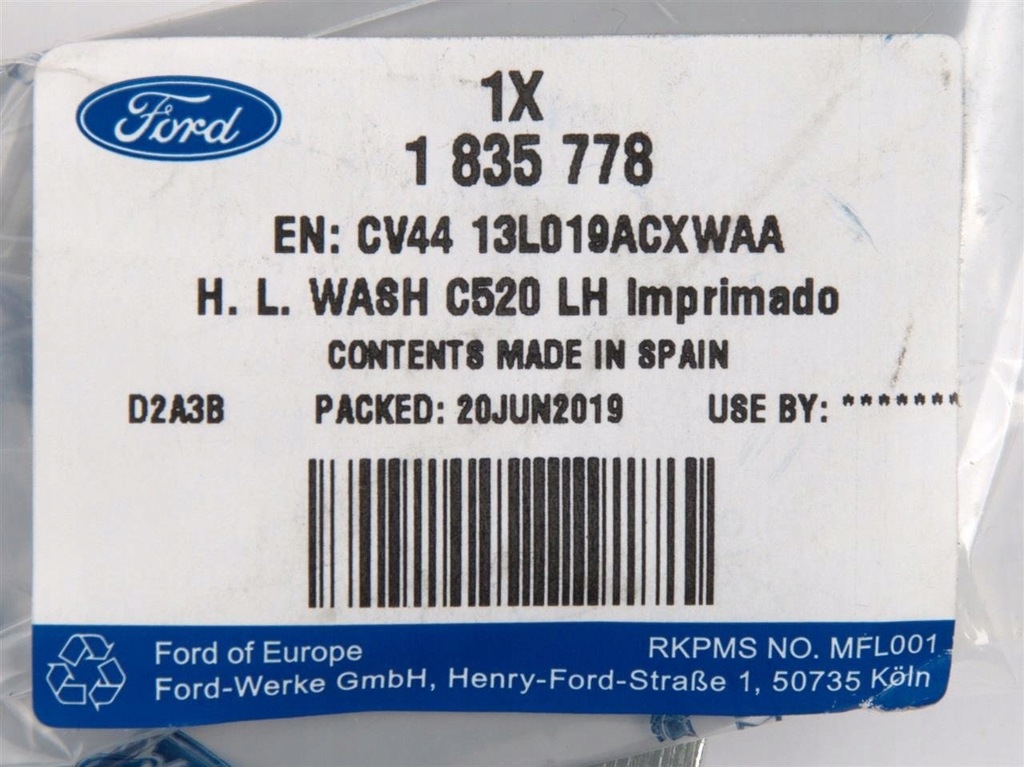 Ford
1X
1 835 778
EN: CV44 13L019ACXWAA
H. L. WASH C520 LH Imprimado
CONTENTS MADE IN SPAIN
D2A3B PACKED: 20JUN2019 USE BY: *******
Ford of Europe RKPMS NO. MFL001
Ford-Werke GmbH, Henry-Ford-Straße 1, 50735 Köln